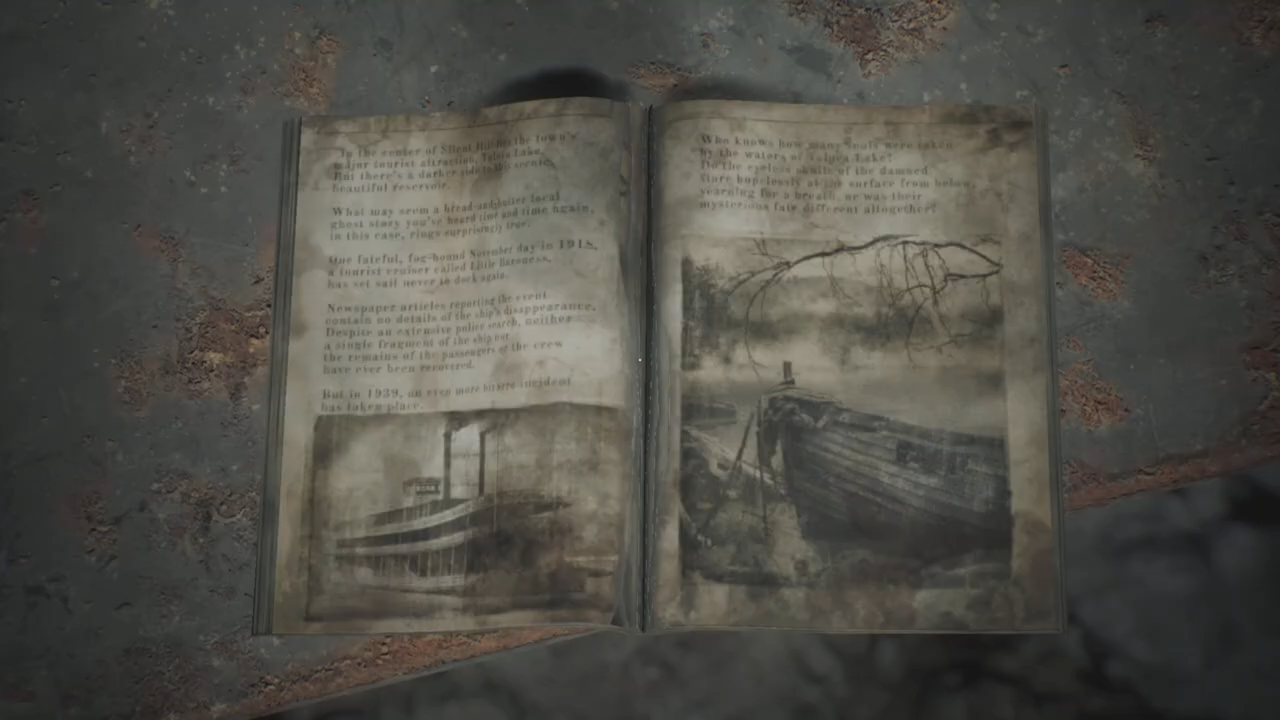 In the center of Silent Hill lies the town's
major tourist attraction, Toluca Lake.
But there's a darker side to this scenic,
beautiful reservoir.
What may seem a bread-and-butter local
ghost story you've heard time and time again,
in this case, rings surprisingly true.
One fateful, fog-bound November day in 1918,
a tourist cruiser called Little Baroness,
has set sail never to dock again.
Newspaper articles reporting the event
contain no details of the ship's disappearance.
Despite an extensive police search, neither
a single fragment of the ship nor
the remains of the passengers or the crew
have ever been recovered.
But in 1939, an even more bizarre incident
has taken place.
Who knows how many souls were taken
by the waters of Toluca Lake?
Do the eyeless skulls of the damned
stare hopelessly at the surface from below,
yearning for a breath, or was their
mysterious fate different altogether?